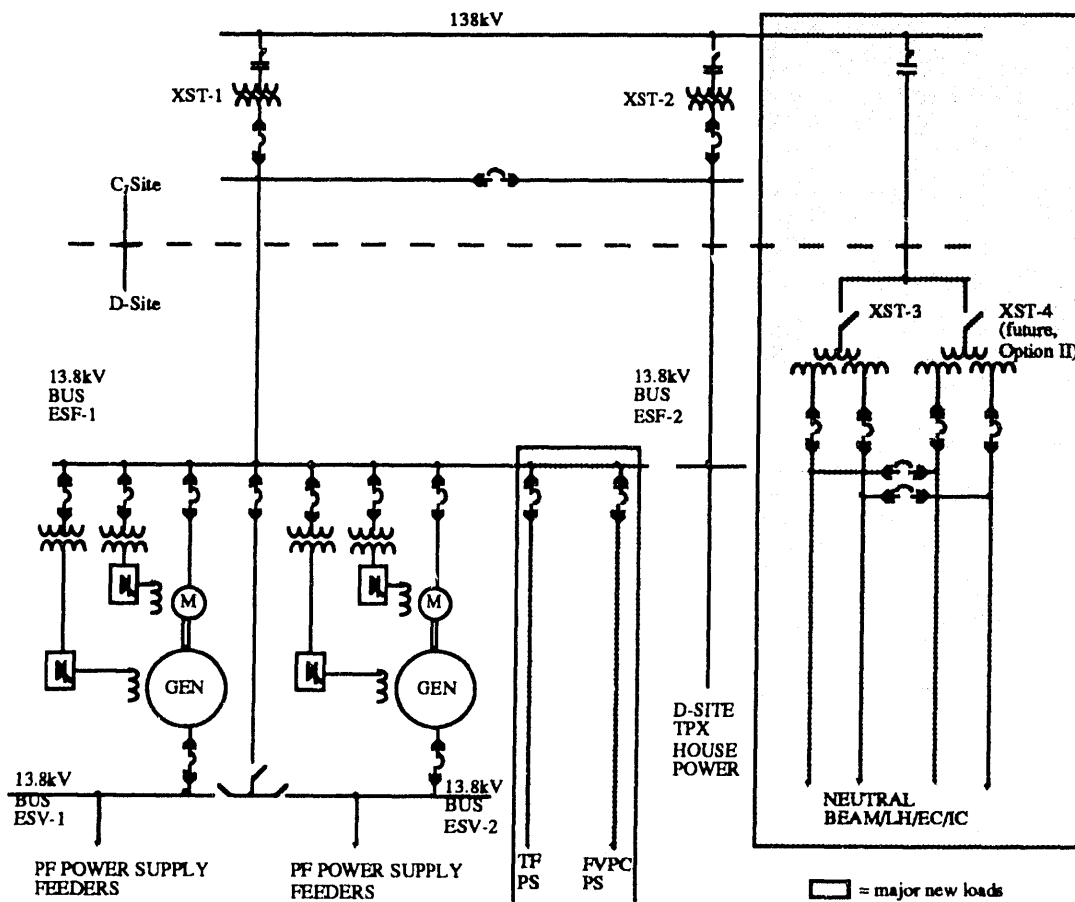 138kV
XST-1
XST-2
C-Site
D-Site
XST-3
XST-4
(future,
Option II)
13.8kV
BUS
ESF-1
13.8kV
BUS
ESF-2
M
M
GEN
GEN
D-SITE
TPX
HOUSE
POWER
13.8kV
BUS
ESV-1
13.8kV
BUS
ESV-2
NEUTRAL
BEAM/LH/EC/IC
PF POWER SUPPLY
FEEDERS
PF POWER SUPPLY
FEEDERS
TF
PS
FVPC
PS
= major new loads